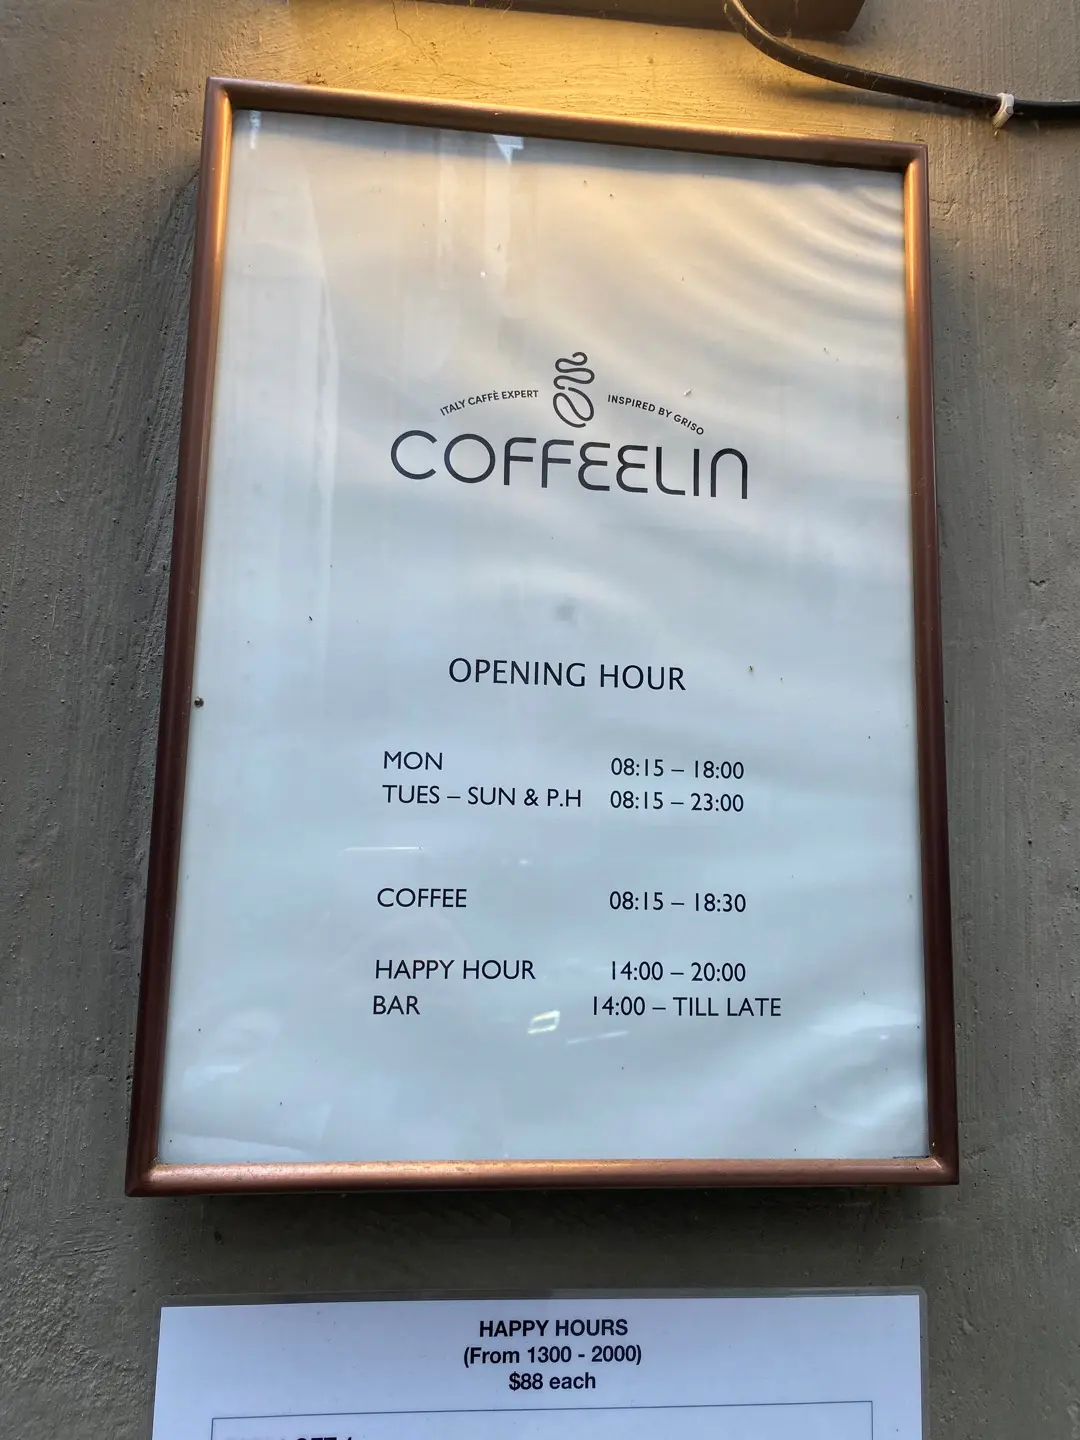 ITALY CAFFÈ EXPERT INSPIRED BY GRISO
COFFEELIN
OPENING HOUR
MON 08:15 – 18:00
TUES – SUN & P.H 08:15 – 23:00
COFFEE 08:15 – 18:30
HAPPY HOUR 14:00 – 20:00
BAR 14:00 – TILL LATE
HAPPY HOURS
(From 1300 - 2000)
$88 each